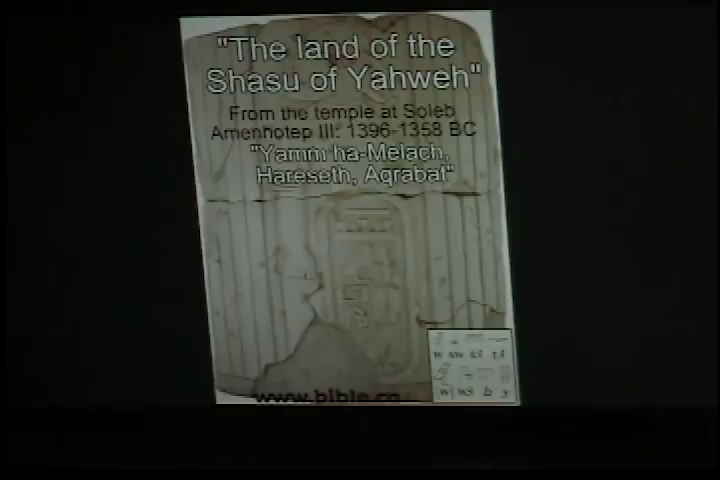 "The land of the
Shasu of Yahweh"
From the temple at Soleb
Amenhotep III: 1396-1358 BC
"Yamm ha-Melach,
Hareseth, Aqrabat"
www.bible.ca